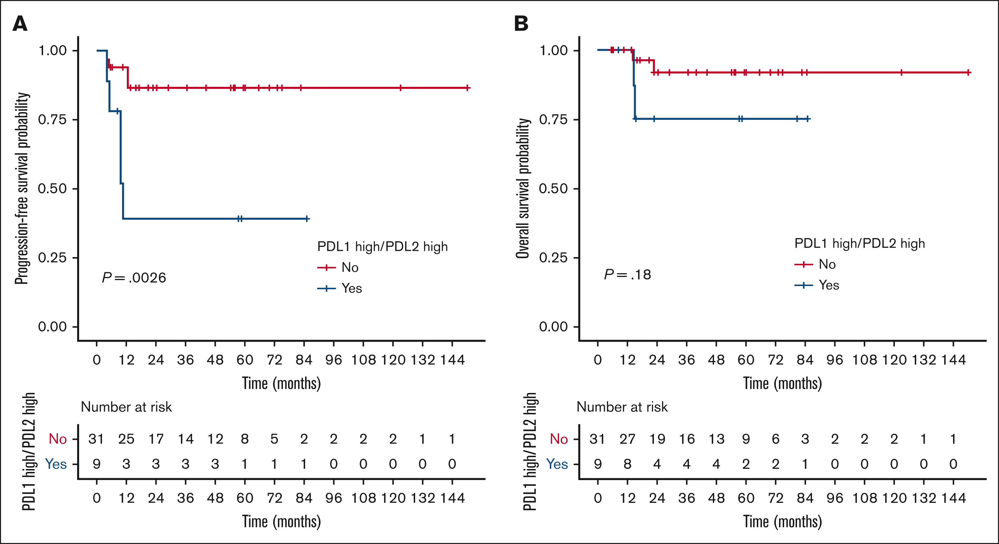 A
Progression-free survival probability
1.00
0.75
0.50
0.25
0.00
P = .0026
PDL1 high/PDL2 high
No
Yes
0 12 24 36 48 60 72 84 96 108 120 132 144
Time (months)
Number at risk
PDL1 high/PDL2 high
No 31 25 17 14 12 8 5 2 2 2 2 1 1
Yes 9 3 3 3 3 1 1 1 0 0 0 0 0
0 12 24 36 48 60 72 84 96 108 120 132 144
Time (months)
B
Overall survival probability
1.00
0.75
0.50
0.25
0.00
P = .18
PDL1 high/PDL2 high
No
Yes
0 12 24 36 48 60 72 84 96 108 120 132 144
Time (months)
Number at risk
PDL1 high/PDL2 high
No 31 27 19 16 13 9 6 3 2 2 2 1 1
Yes 9 8 4 4 4 2 2 1 0 0 0 0 0
0 12 24 36 48 60 72 84 96 108 120 132 144
Time (months)